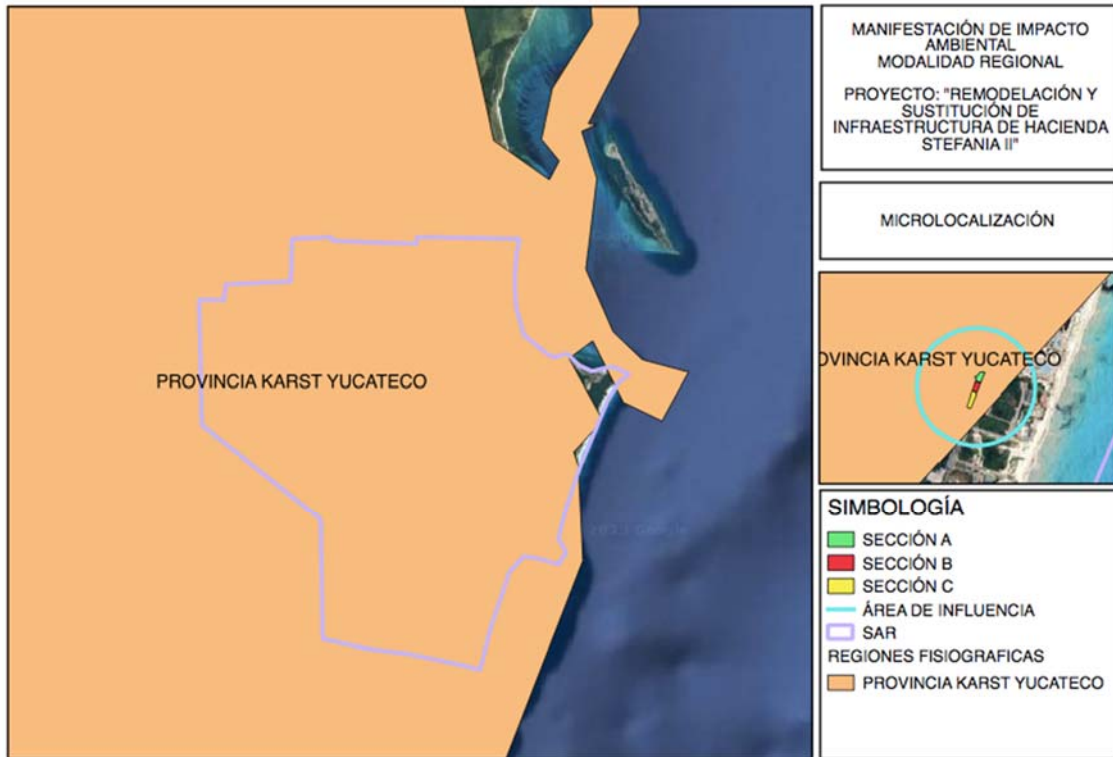 MANIFESTACIÓN DE IMPACTO
AMBIENTAL
MODALIDAD REGIONAL
PROYECTO: "REMODELACIÓN Y
SUSTITUCIÓN DE
INFRAESTRUCTURA DE HACIENDA
STEFANIA II"
MICROLOCALIZACIÓN
PROVINCIA KARST YUCATECO
OVINCIA KARST YUCATECO
SIMBOLOGÍA
SECCIÓN A
SECCIÓN B
SECCIÓN C
ÁREA DE INFLUENCIA
SAR
REGIONES FISIOGRAFICAS
PROVINCIA KARST YUCATECO